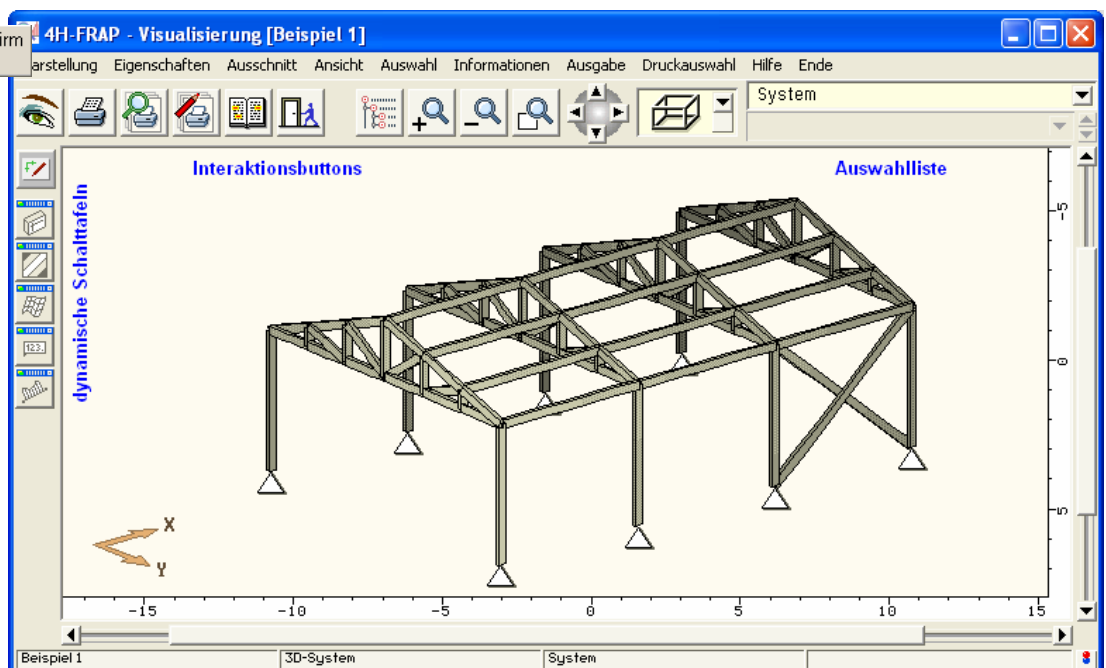 4H-FRAP - Visualisierung [Beispiel 1]
irm
arstellung Eigenschaften Ausschnitt Ansicht Auswahl Informationen Ausgabe Druckauswahl Hilfe Ende
System
Interaktionsbuttons
Auswahlliste
dynamische Schalttafeln
123.
-5
0
5
X
Y
-15 -10 -5 0 5 10 15
Beispiel 1 3D-System System